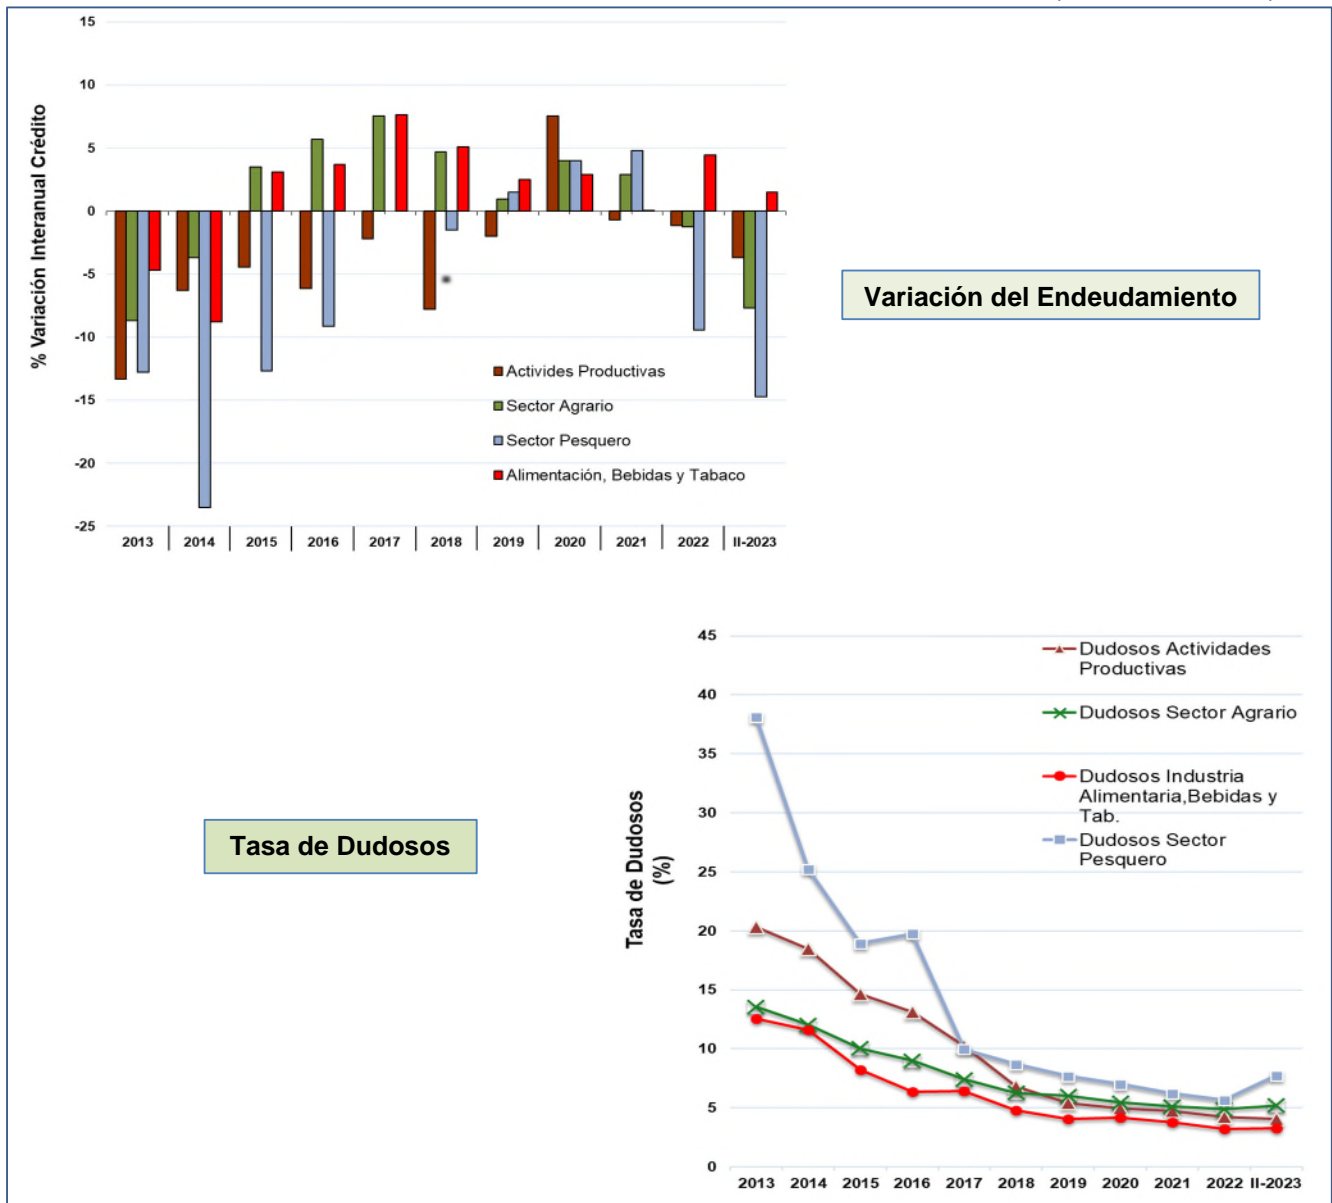 15
10
5
0
-5
-10
-15
-20
-25
% Variación Interanual Crédito
Activides Productivas
Sector Agrario
Sector Pesquero
Alimentación, Bebidas y Tabaco
2013 2014 2015 2016 2017 2018 2019 2020 2021 2022 II-2023
Variación del Endeudamiento
Tasa de Dudosos
45
40
35
30
25
20
15
10
5
0
Tasa de Dudosos
(%)
Dudosos Actividades
Productivas
Dudosos Sector Agrario
Dudosos Industria
Alimentaria,Bebidas y
Tab.
Dudosos Sector
Pesquero
2013 2014 2015 2016 2017 2018 2019 2020 2021 2022 II-2023